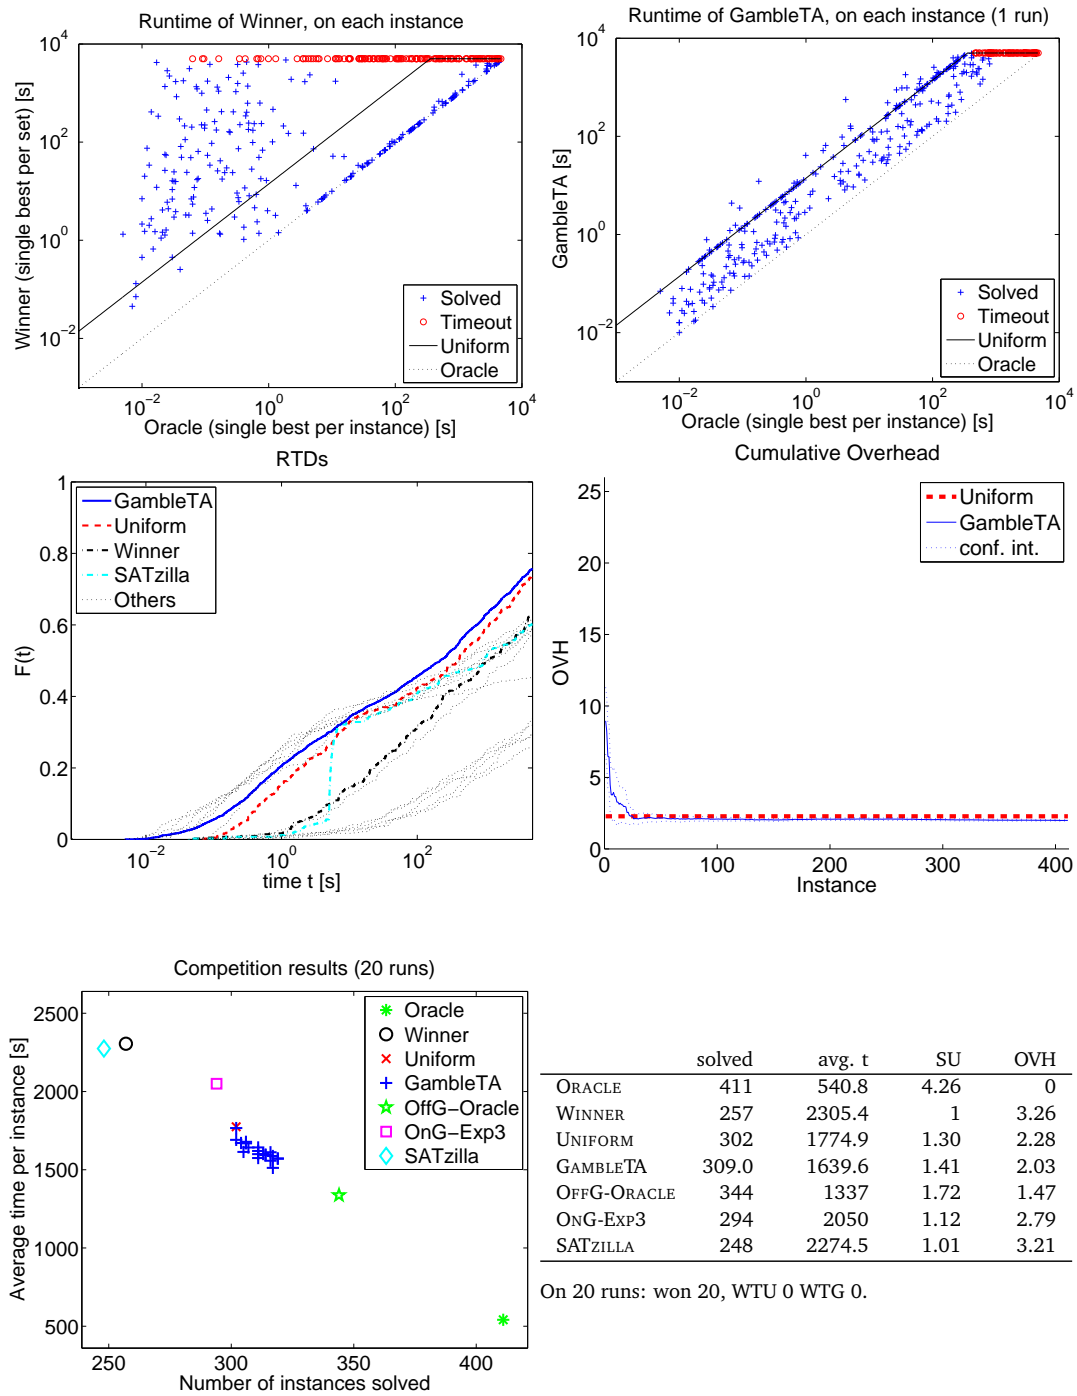 Runtime of Winner, on each instance
10^4
10^2
10^0
10^−2
Winner (single best per set) [s]
Solved
Timeout
Uniform
Oracle
10^−2 10^0 10^2 10^4
Oracle (single best per instance) [s]
Runtime of GambleTA, on each instance (1 run)
10^4
10^2
10^0
10^−2
GambleTA [s]
Solved
Timeout
Uniform
Oracle
10^−2 10^0 10^2 10^4
Oracle (single best per instance) [s]
RTDs
1
0.8
0.6
0.4
0.2
0
F(t)
GambleTA
Uniform
Winner
SATzilla
Others
10^−2 10^0 10^2
time t [s]
Cumulative Overhead
25
20
15
10
5
0
OVH
Uniform
GambleTA
conf. int.
0 100 200 300 400
Instance
Competition results (20 runs)
2500
2000
1500
1000
500
Average time per instance [s]
Oracle
Winner
Uniform
GambleTA
OffG−Oracle
OnG−Exp3
SATzilla
250 300 350 400
Number of instances solved
solved avg. t SU OVH
ORACLE 411 540.8 4.26 0
WINNER 257 2305.4 1 3.26
UNIFORM 302 1774.9 1.30 2.28
GAMBLETA 309.0 1639.6 1.41 2.03
OFFG-ORACLE 344 1337 1.72 1.47
ONG-EXP3 294 2050 1.12 2.79
SATZILLA 248 2274.5 1.01 3.21
On 20 runs: won 20, WTU 0 WTG 0.